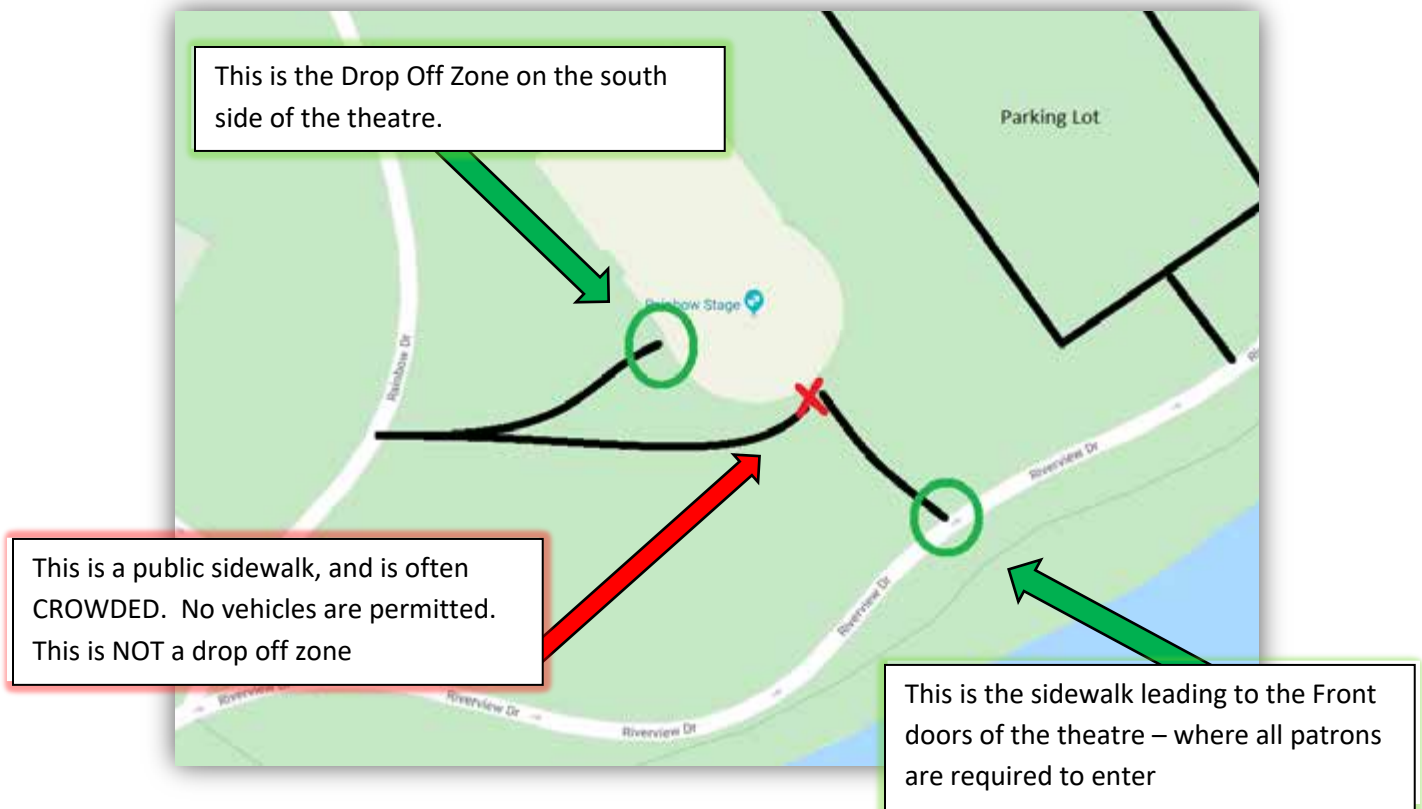 This is the Drop Off Zone on the south
side of the theatre.
Parking Lot
Rainbow Stage
Rainbow Dr
Riverview Dr
Riverview Dr
This is a public sidewalk, and is often
CROWDED. No vehicles are permitted.
This is NOT a drop off zone
Riverview Dr
Riverview Dr
This is the sidewalk leading to the Front
doors of the theatre – where all patrons
are required to enter